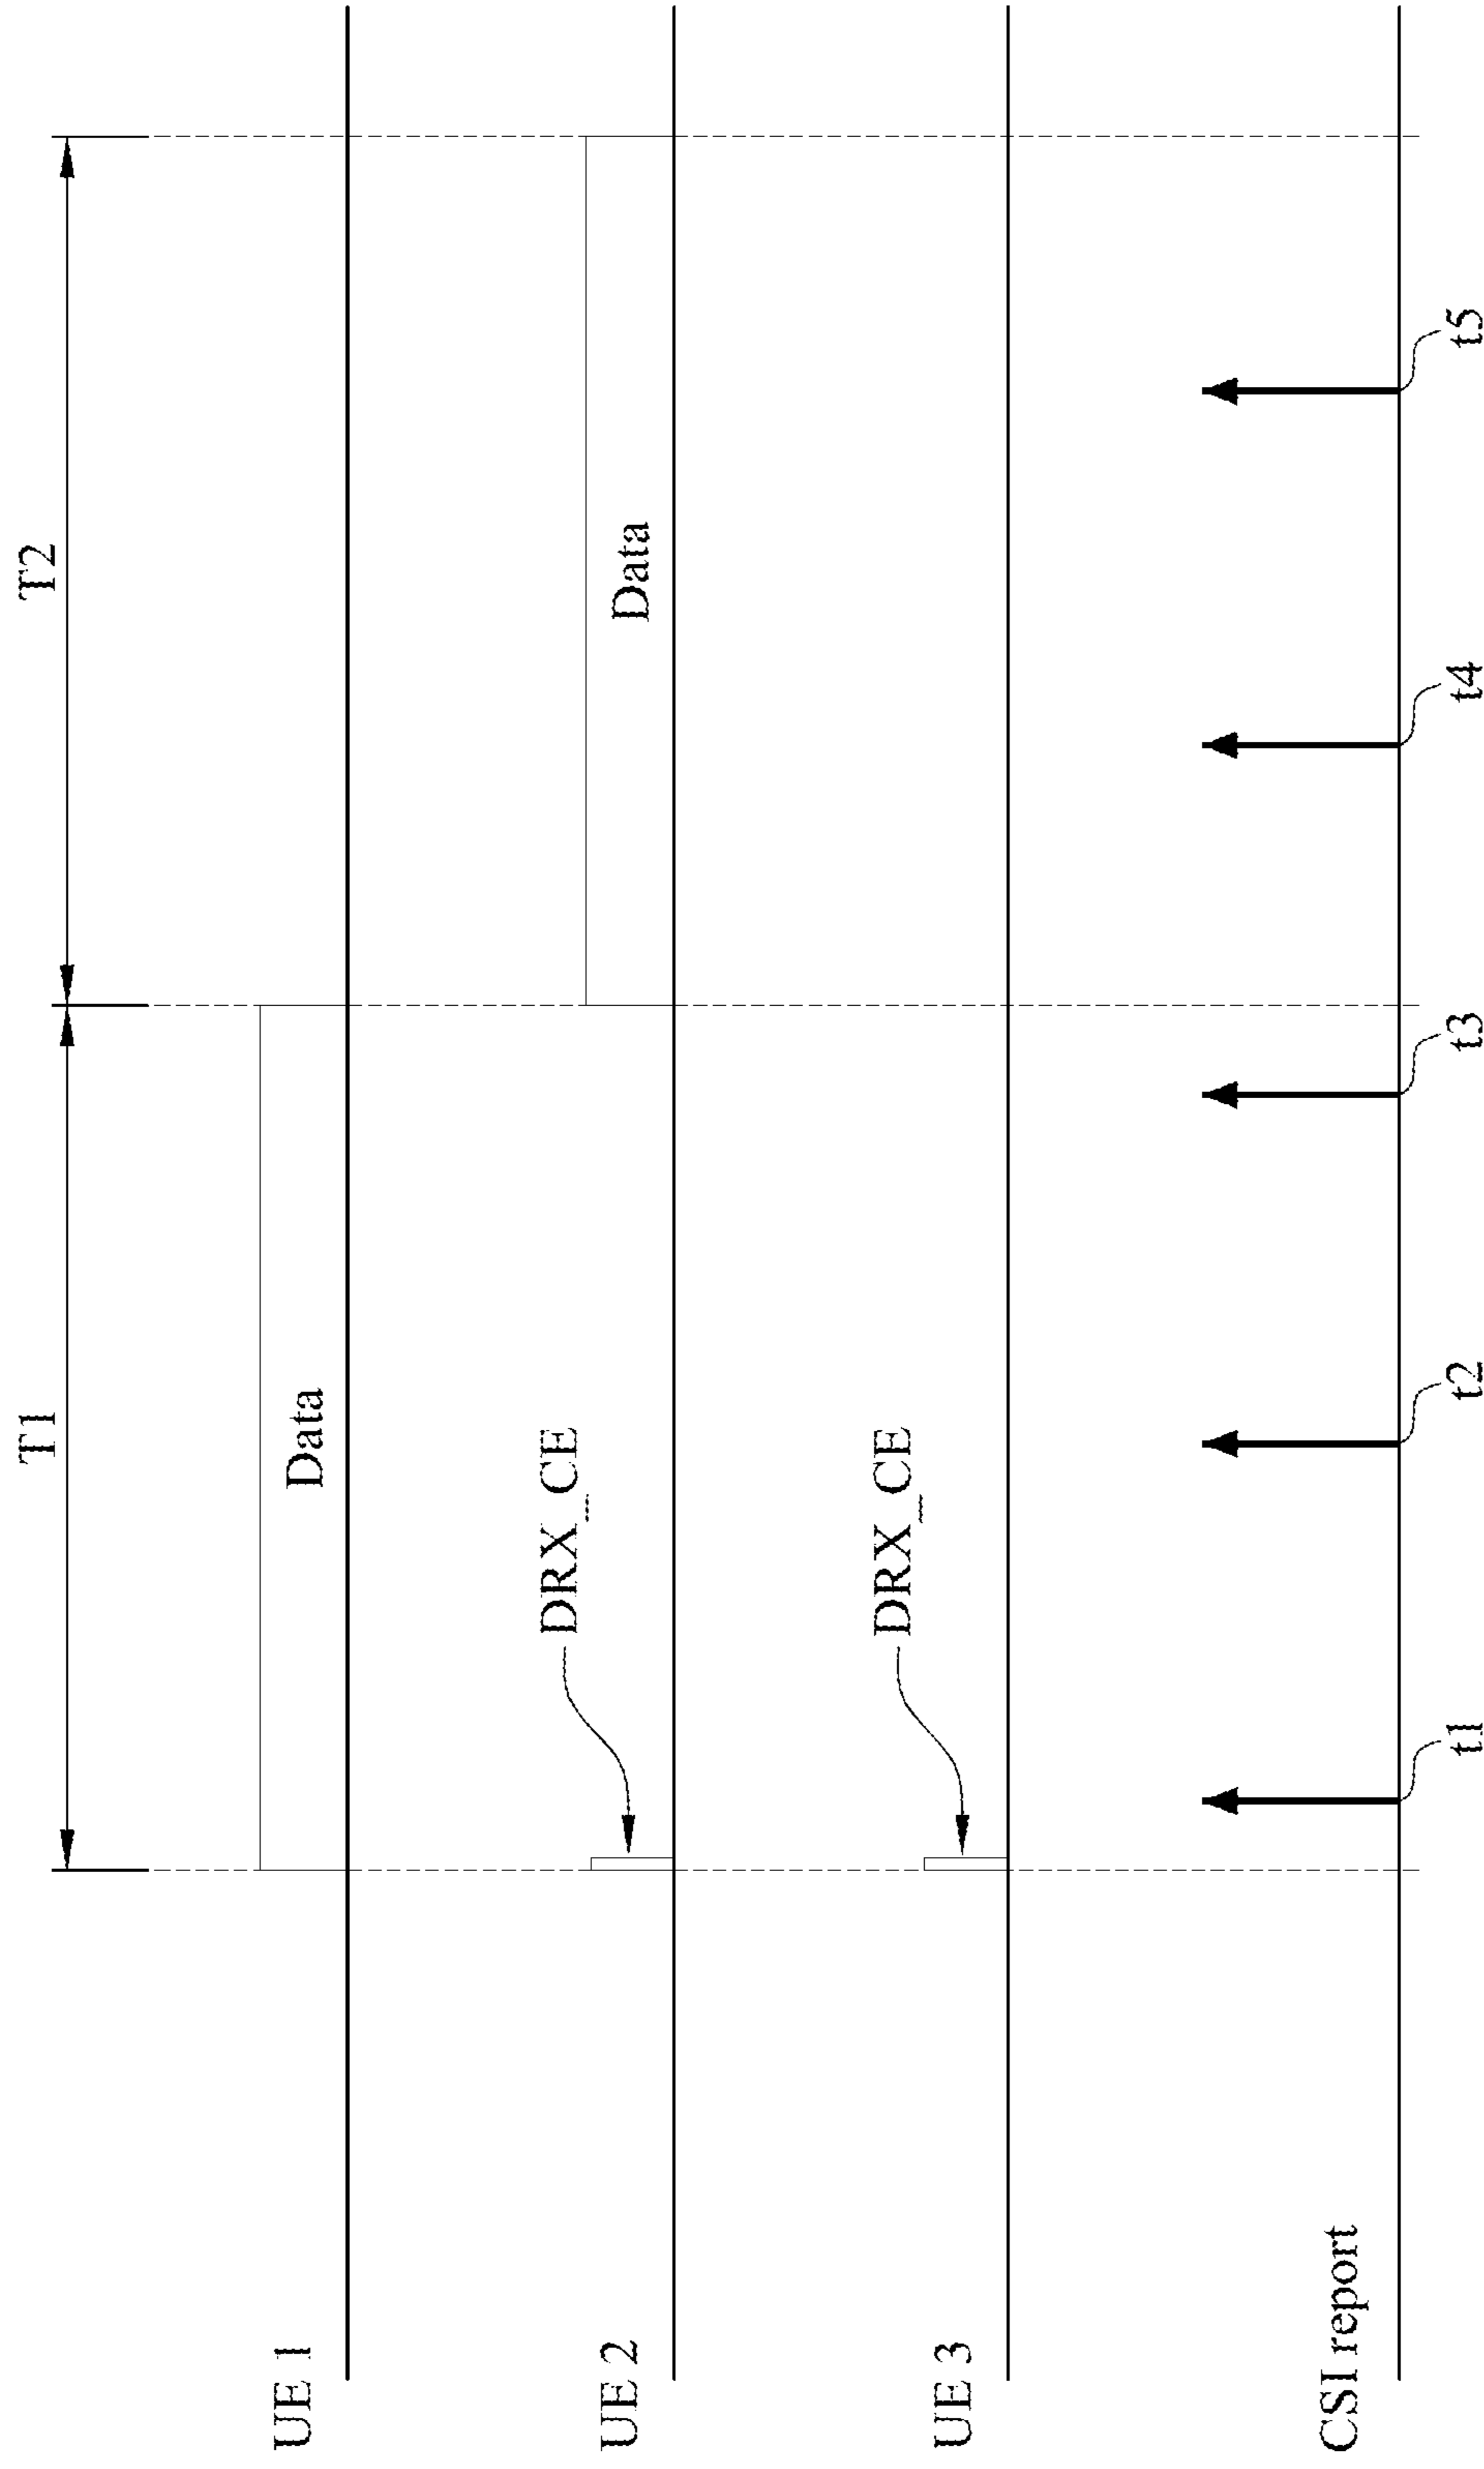 T1
T2
UE 1
Data
UE 2
DRX_CE
Data
UE 3
DRX_CE
CSI report
t1
t2
t3
t4
t5